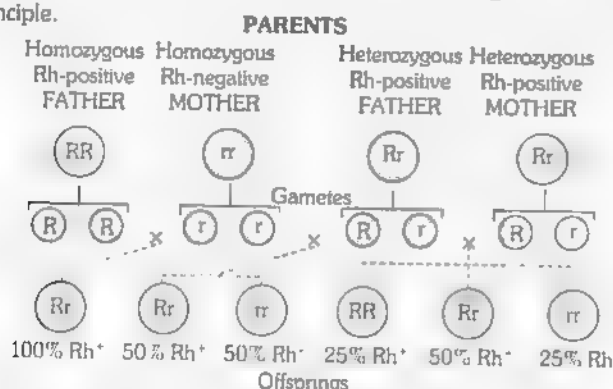 nciple.
PARENTS
Homozygous Homozygous Heterozygous Heterozygous
Rh-positive Rh-negative Rh-positive Rh-positive
FATHER MOTHER FATHER MOTHER
RR rr Rr Rr
Gametes
R R × r r × R r × R r
Rr Rr rr RR Rr rr
100% Rh⁺ 50% Rh⁺ 50% Rh⁻ 25% Rh⁺ 50% Rh⁺ 25% Rh
Offsprings